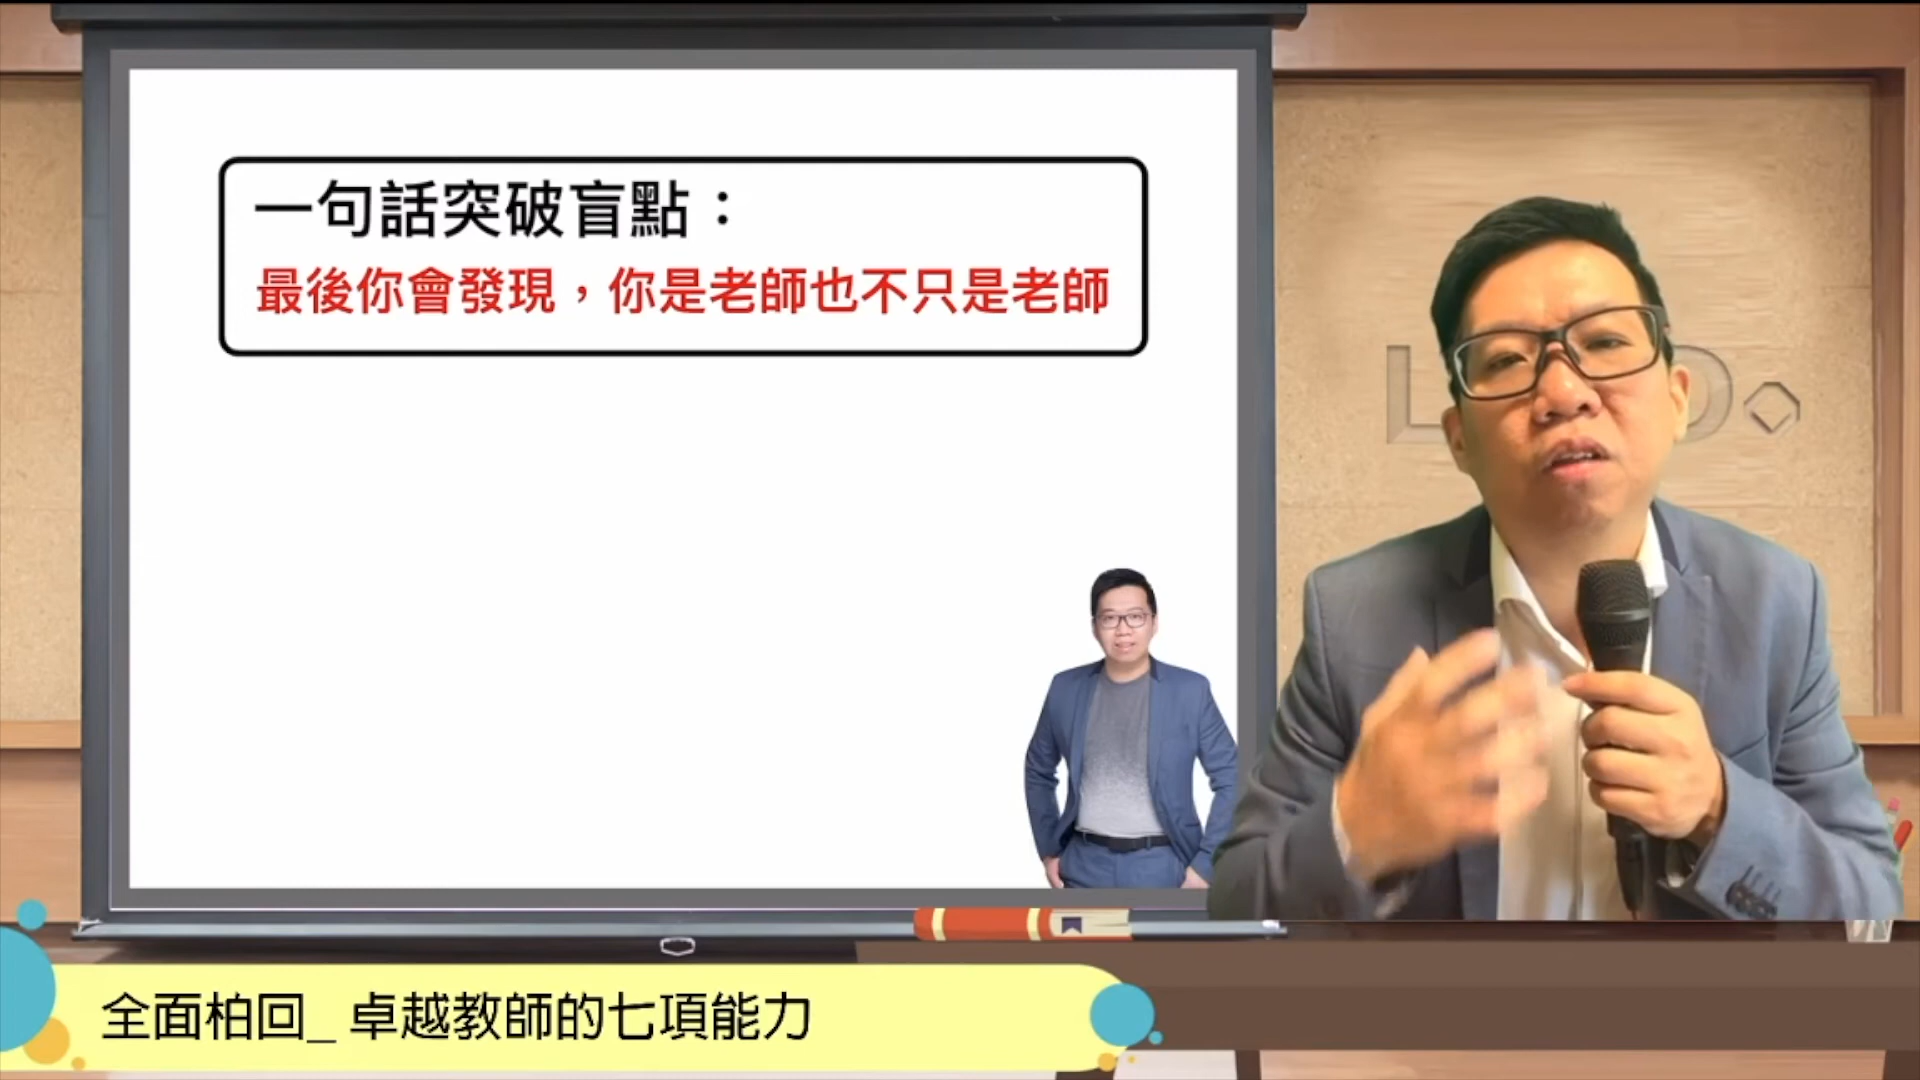 一句話突破盲點：
最後你會發現，你是老師也不只是老師
全面柏回_卓越教師的七項能力